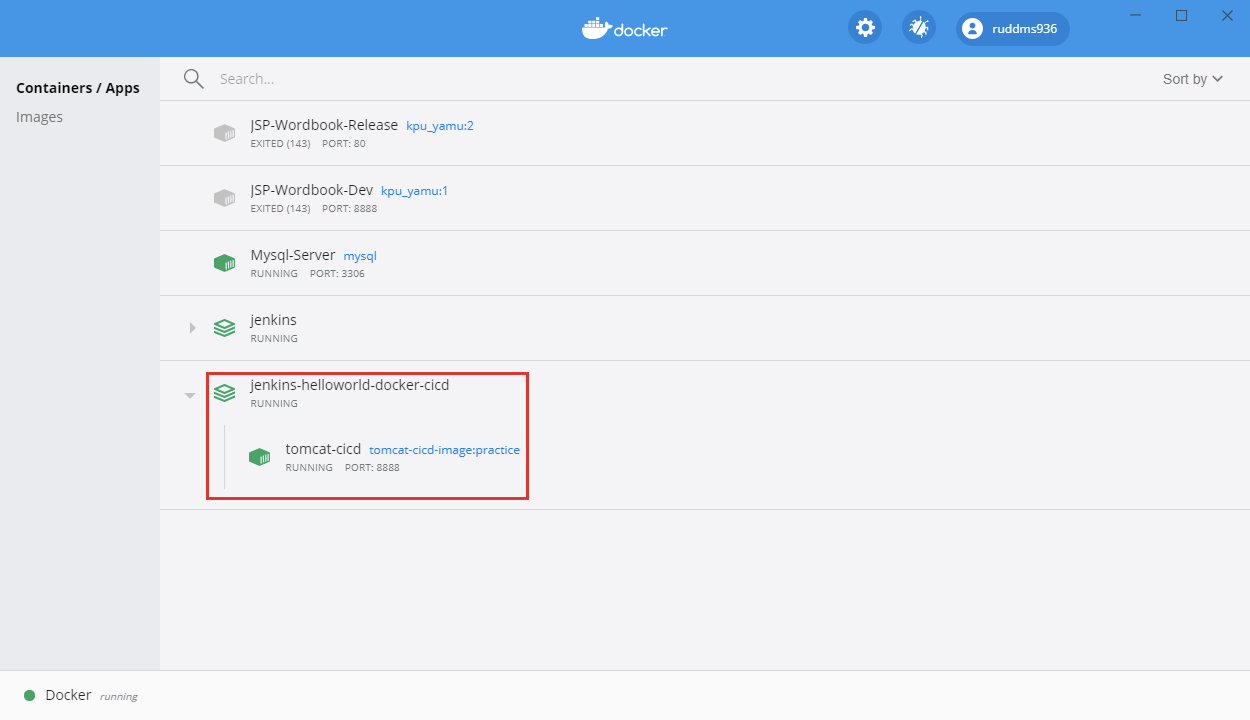 docker
ruddms936
Containers / Apps
Images
Search...
Sort by
JSP-Wordbook-Release kpu_yamu:2
EXITED (143) PORT: 80
JSP-Wordbook-Dev kpu_yamu:1
EXITED (143) PORT: 8888
Mysql-Server mysql
RUNNING PORT: 3306
jenkins
RUNNING
jenkins-helloworld-docker-cicd
RUNNING
tomcat-cicd tomcat-cicd-image:practice
RUNNING PORT: 8888
Docker running